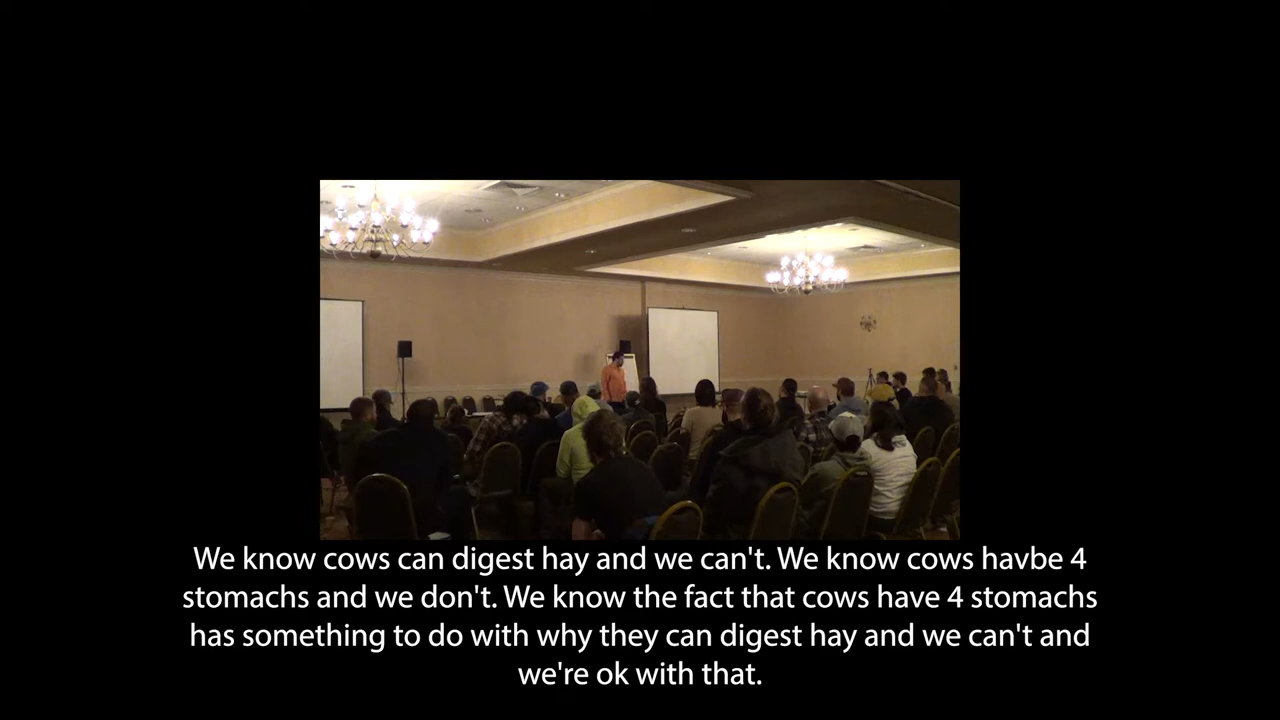 We know cows can digest hay and we can't. We know cows havbe 4
stomachs and we don't. We know the fact that cows have 4 stomachs
has something to do with why they can digest hay and we can't and
we're ok with that.